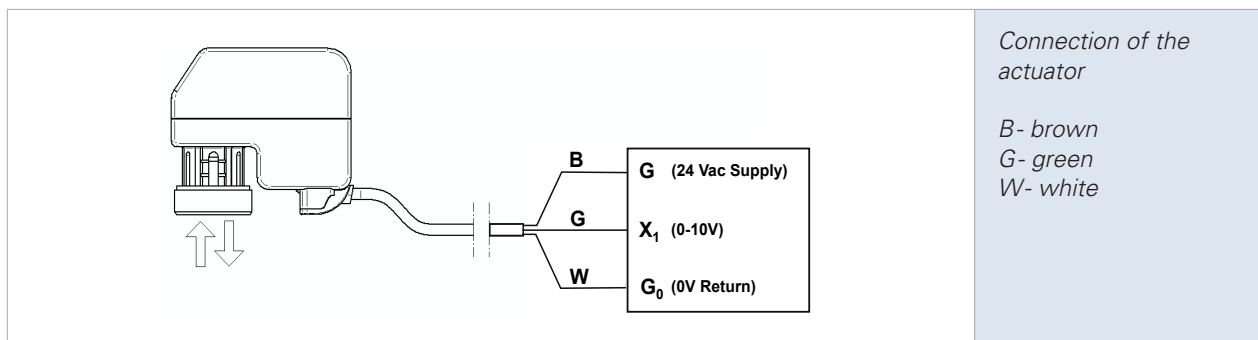 B
G (24 Vac Supply)
G
X₁ (0-10V)
W
G₀ (0V Return)
Connection of the
actuator
B- brown
G- green
W- white